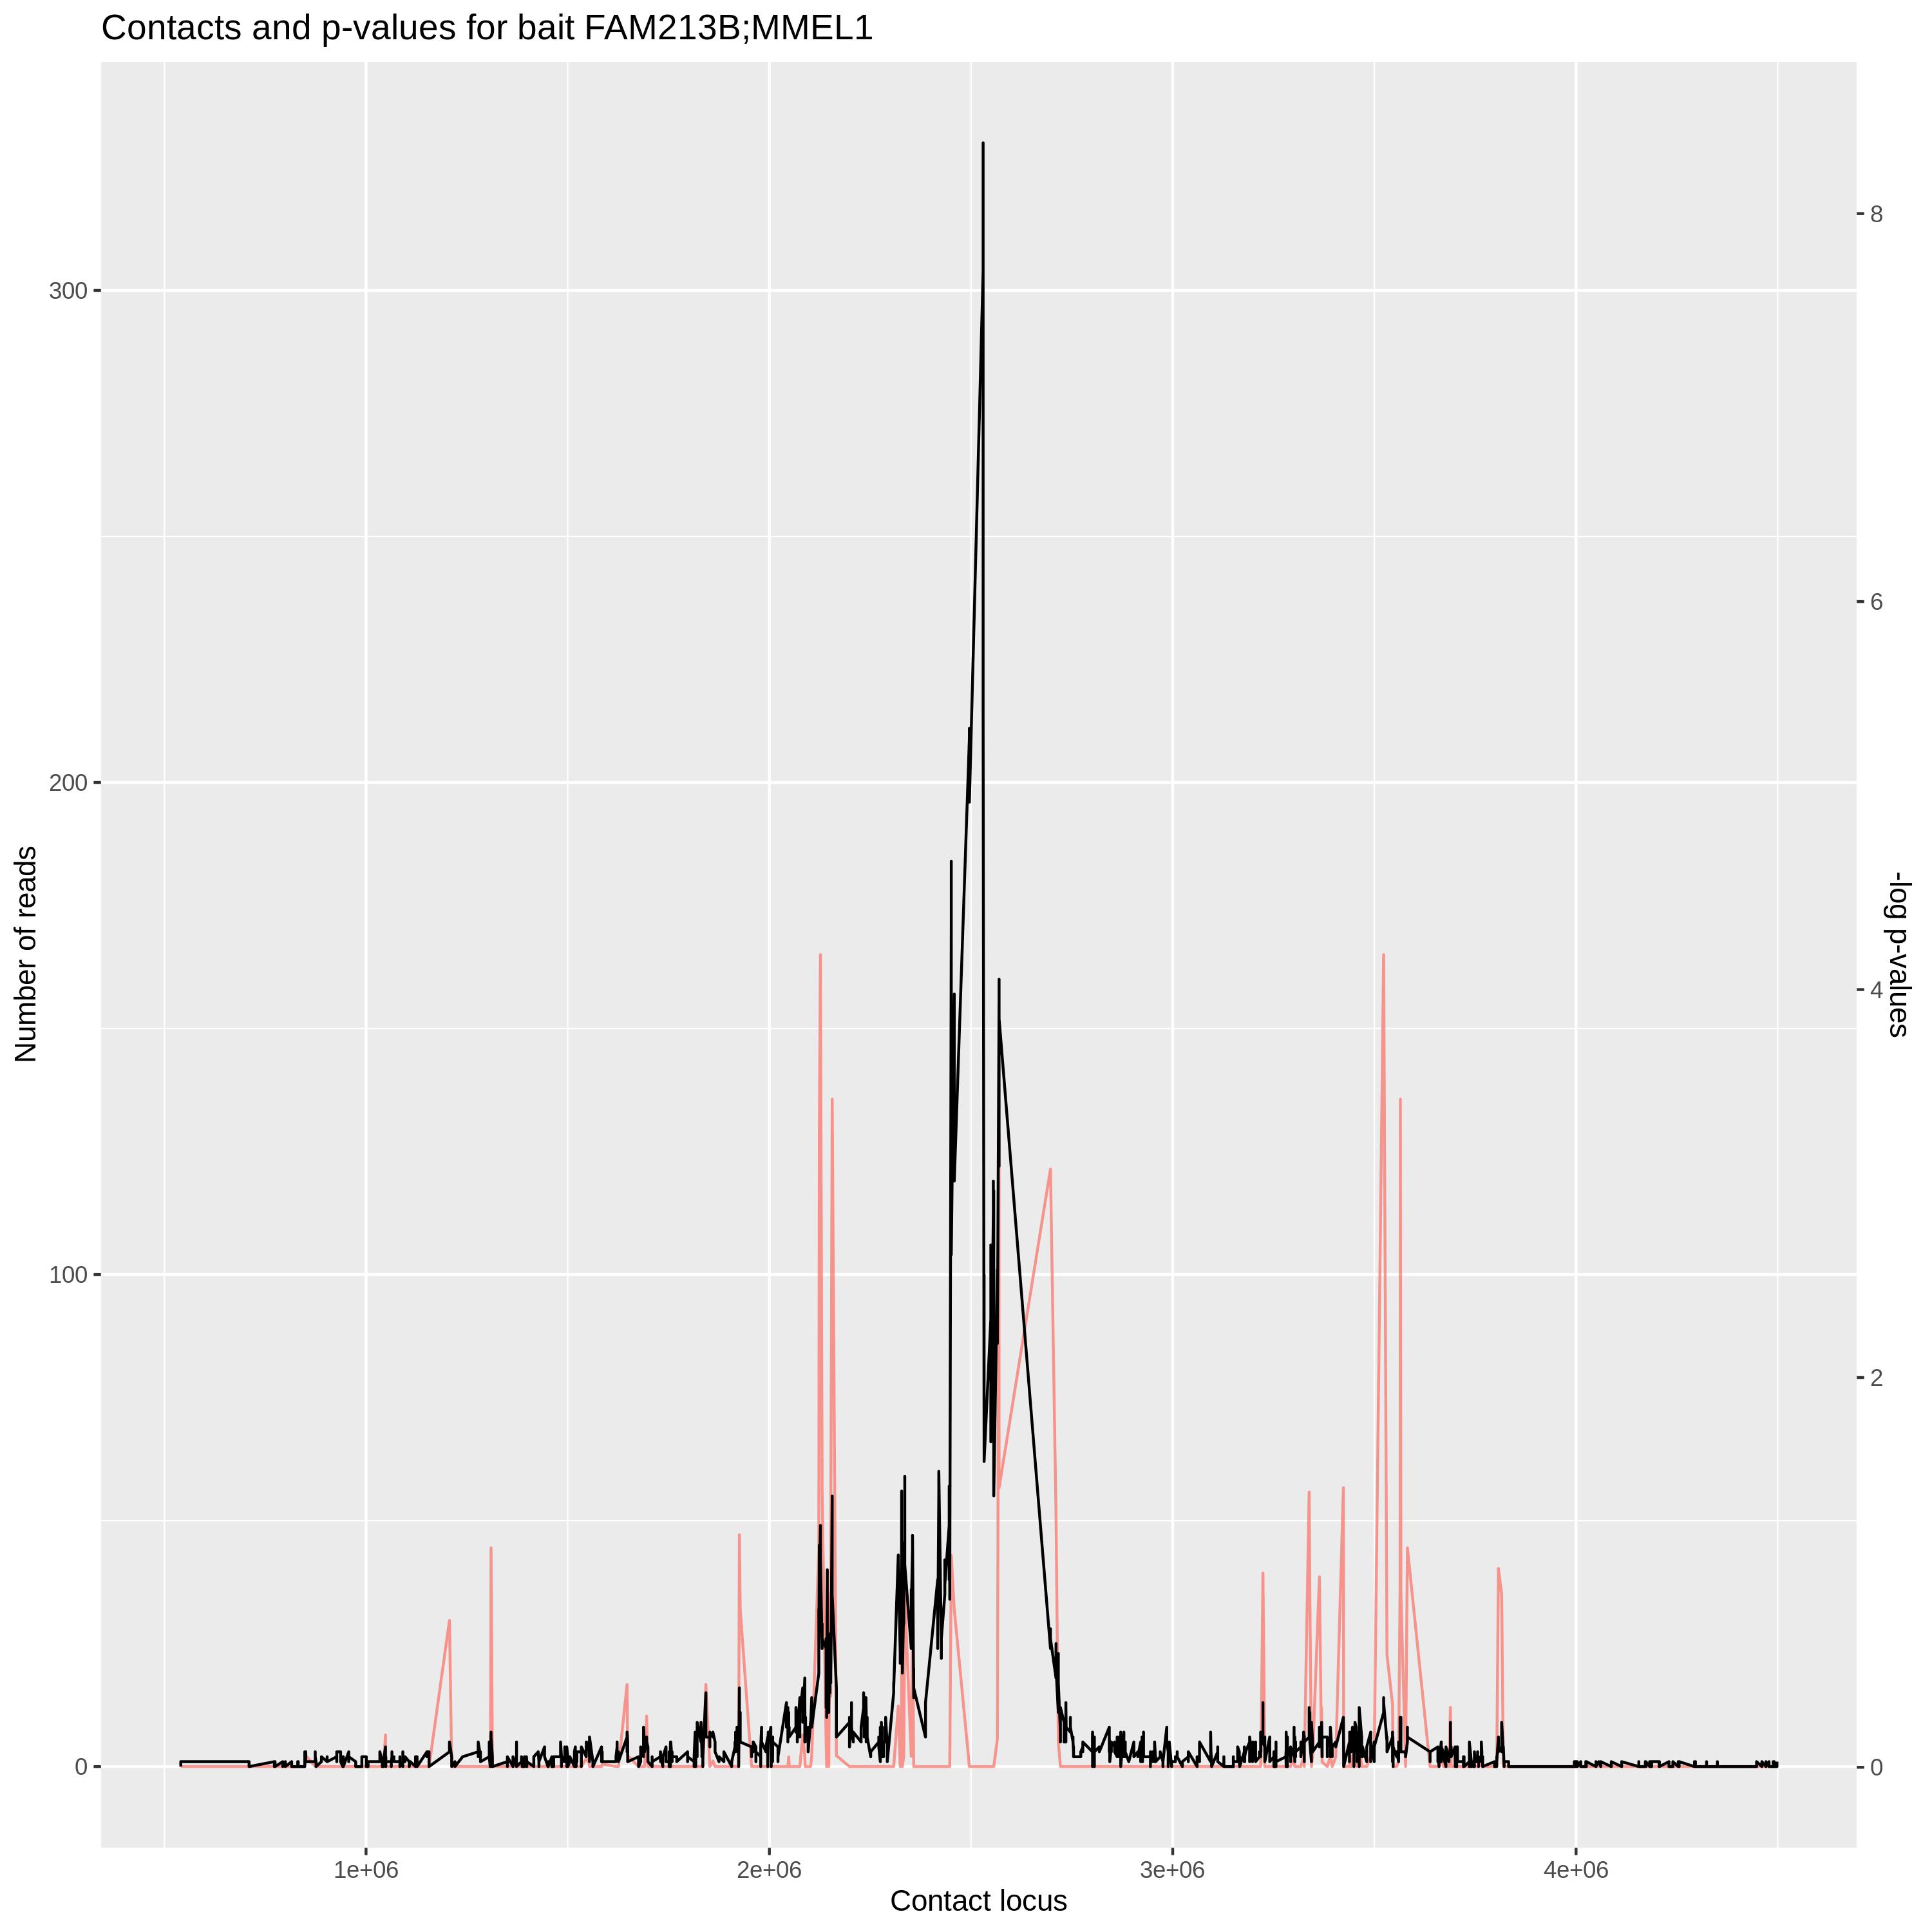 Contacts and p-values for bait FAM213B;MMEL1
Number of reads
300
200
100
0
8
6
4
2
0
-log p-values
1e+06
2e+06
3e+06
4e+06
Contact locus